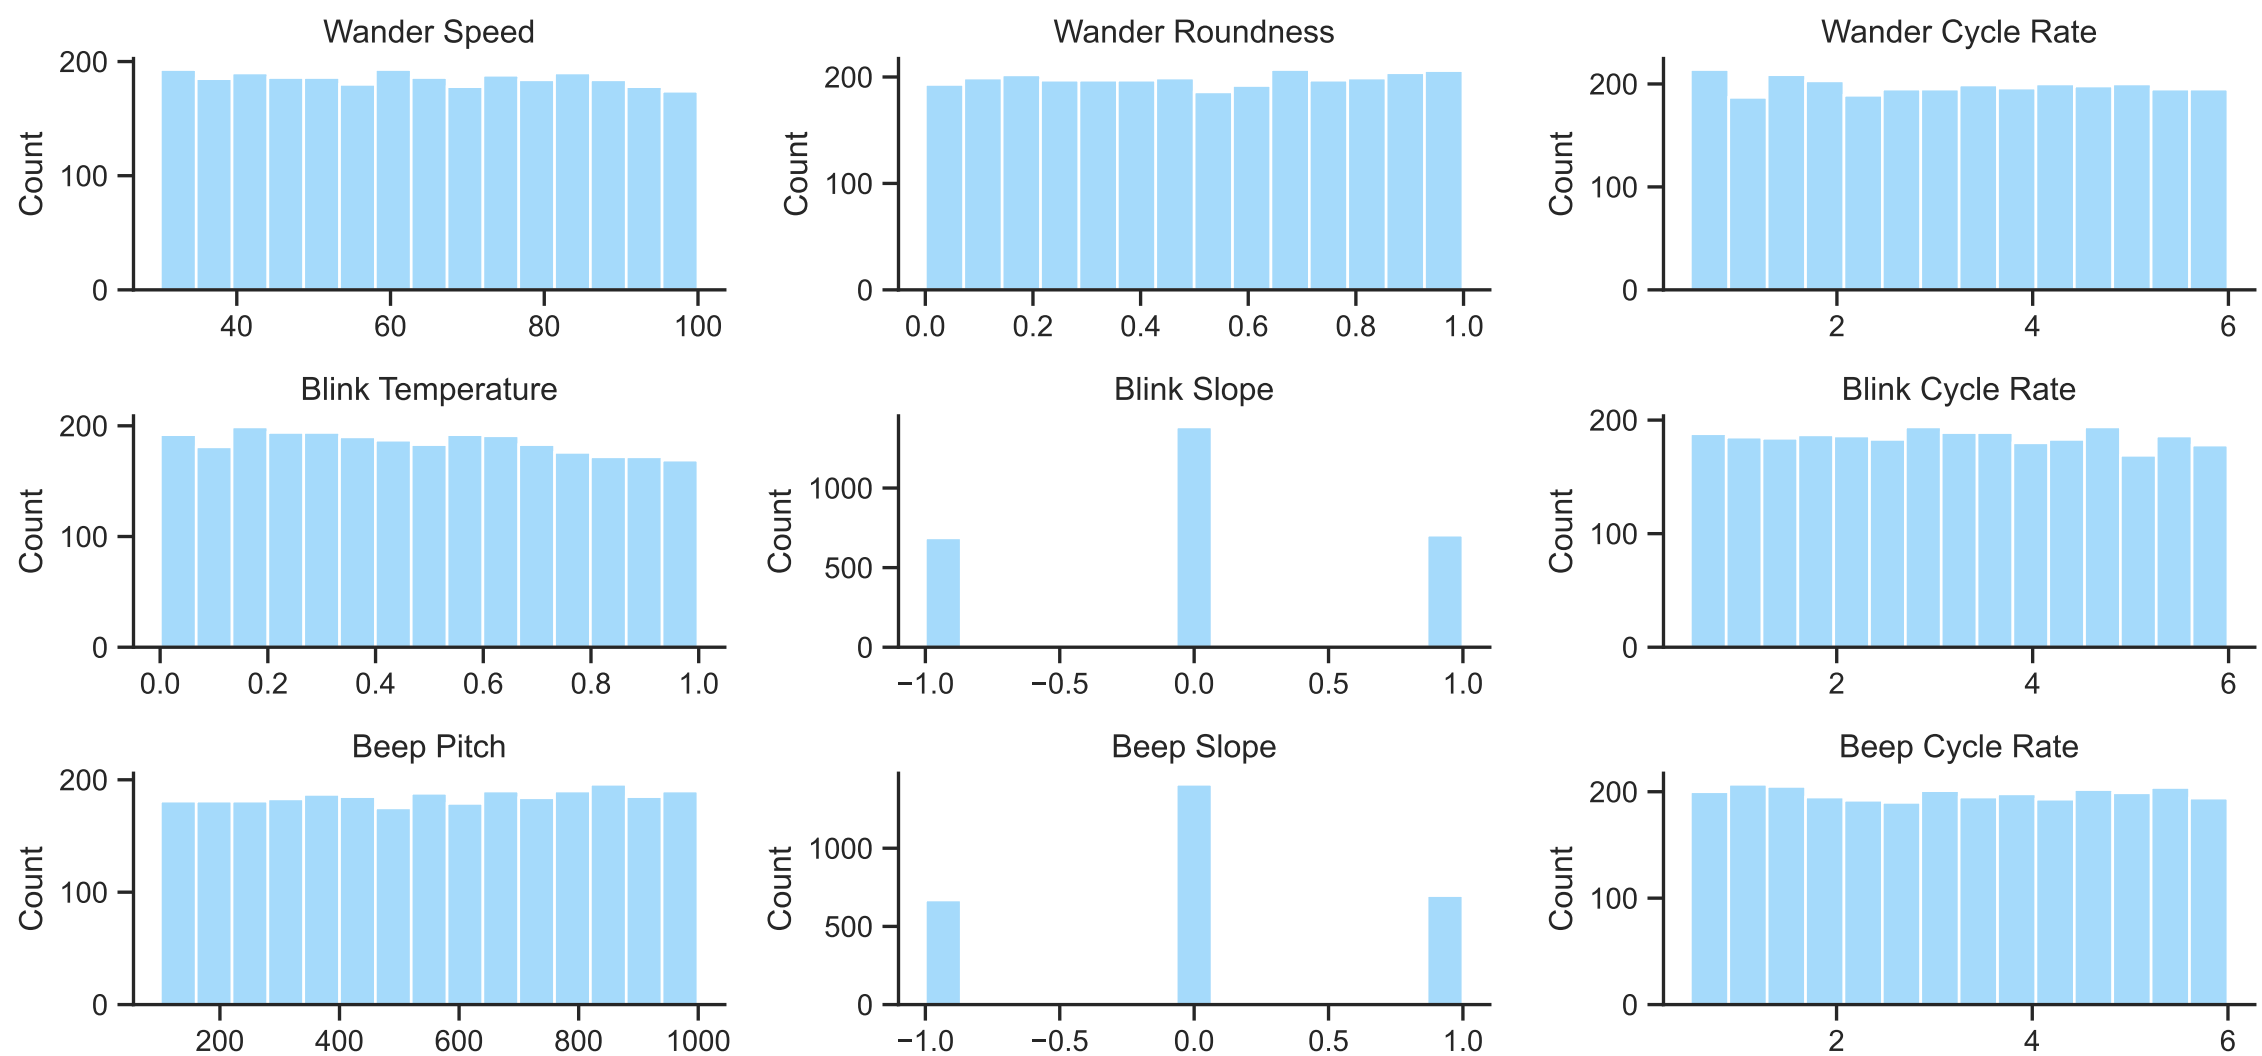 Wander Speed
200
100
0
Count
40 60 80 100
Wander Roundness
200
100
0
Count
0.0 0.2 0.4 0.6 0.8 1.0
Wander Cycle Rate
200
100
0
Count
2 4 6
Blink Temperature
200
100
0
Count
0.0 0.2 0.4 0.6 0.8 1.0
Blink Slope
1000
500
0
Count
−1.0 −0.5 0.0 0.5 1.0
Blink Cycle Rate
200
100
0
Count
2 4 6
Beep Pitch
200
100
0
Count
200 400 600 800 1000
Beep Slope
1000
500
0
Count
−1.0 −0.5 0.0 0.5 1.0
Beep Cycle Rate
200
100
0
Count
2 4 6